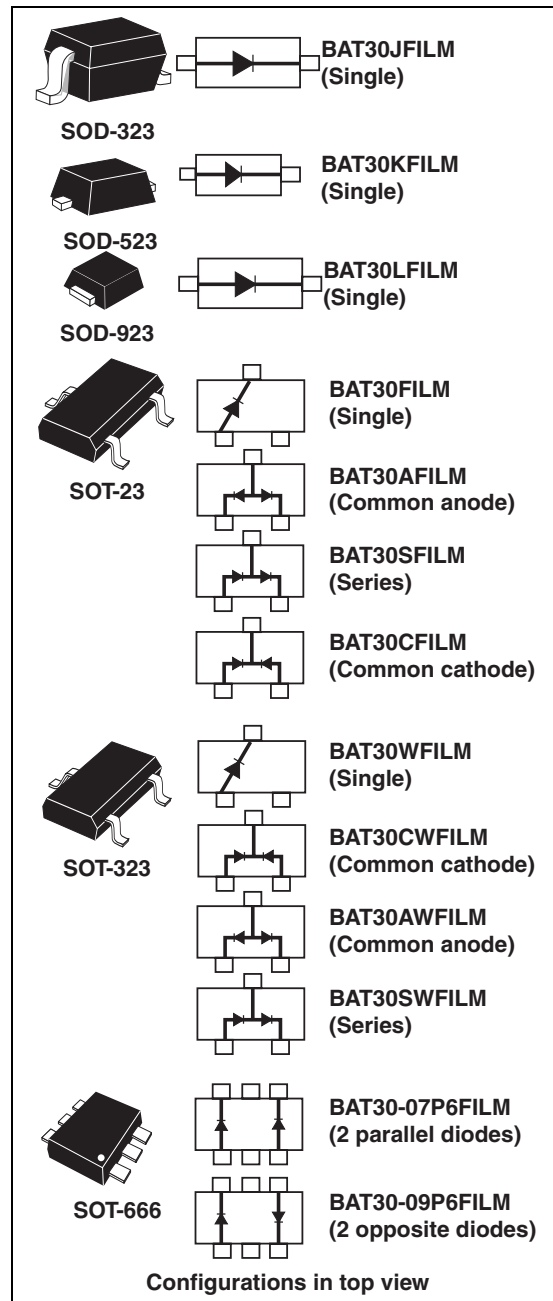 BAT30JFILM
(Single)
SOD-323
BAT30KFILM
(Single)
SOD-523
BAT30LFILM
(Single)
SOD-923
BAT30FILM
(Single)
SOT-23
BAT30AFILM
(Common anode)
BAT30SFILM
(Series)
BAT30CFILM
(Common cathode)
BAT30WFILM
(Single)
SOT-323
BAT30CWFILM
(Common cathode)
BAT30AWFILM
(Common anode)
BAT30SWFILM
(Series)
BAT30-07P6FILM
(2 parallel diodes)
SOT-666
BAT30-09P6FILM
(2 opposite diodes)
Configurations in top view